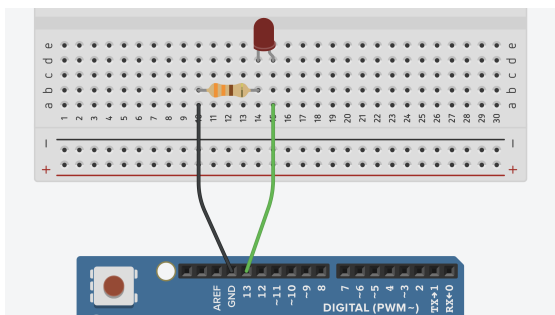 e e
d d
c c
b b
a a
1 2 3 4 5 6 7 8 9 10 11 12 13 14 15 16 17 18 19 20 21 22 23 24 25 26 27 28 29 30
− −
+ +
AREF GND 13 12 ~11 ~10 ~9 8 7 ~6 ~5 4 ~3 2 TX→1 RX←0
DIGITAL (PWM~)